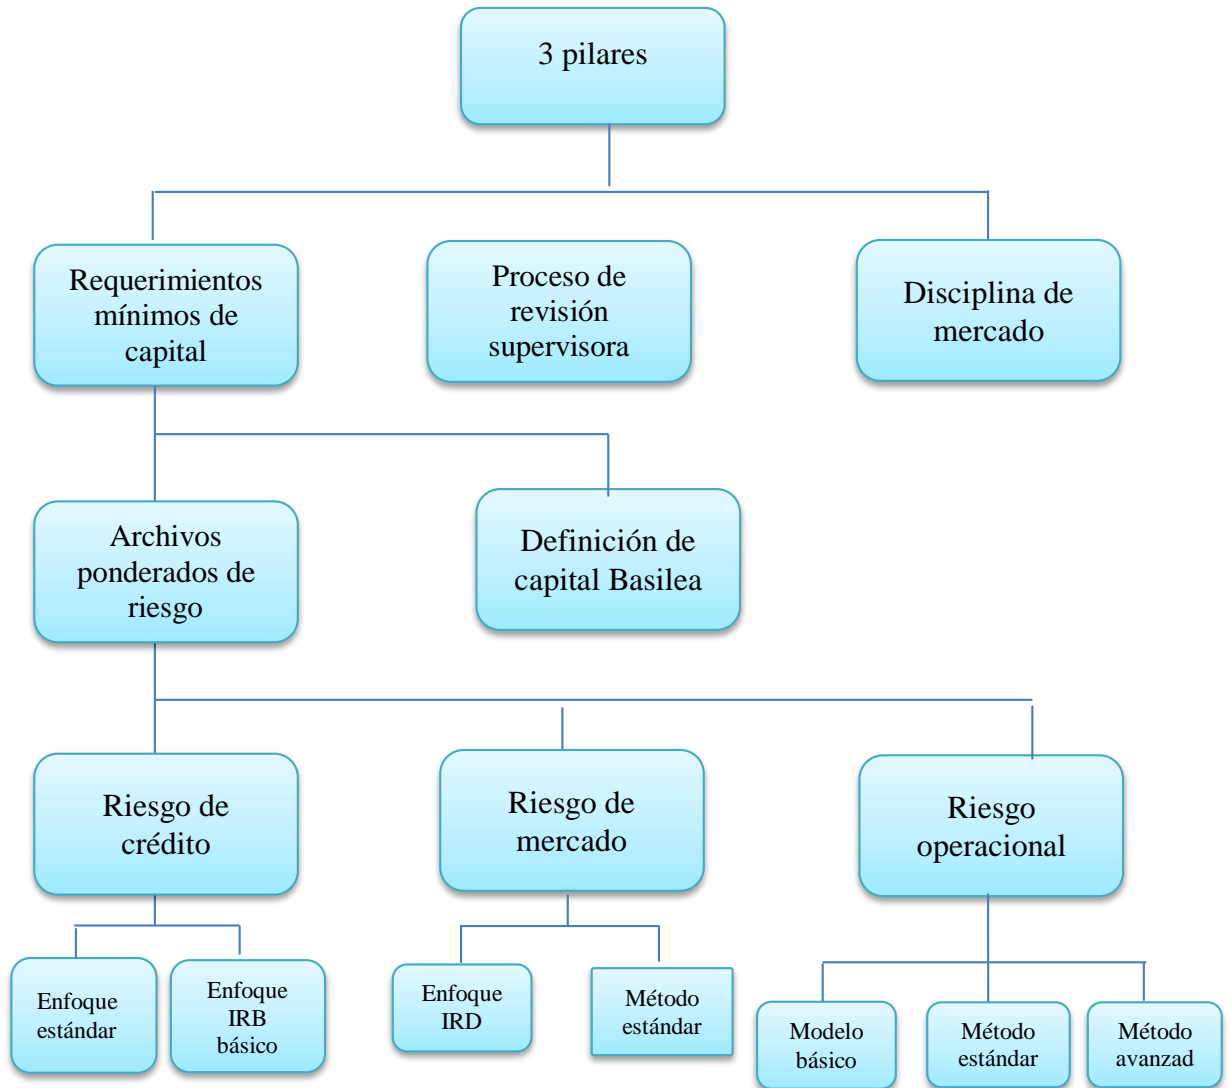 3 pilares
Requerimientos
mínimos de
capital
Proceso de
revisión
supervisora
Disciplina de
mercado
Archivos
ponderados de
riesgo
Definición de
capital Basilea
Riesgo de
crédito
Riesgo de
mercado
Riesgo
operacional
Enfoque
estándar
Enfoque
IRB
básico
Enfoque
IRD
Método
estándar
Modelo
básico
Método
estándar
Método
avanzad